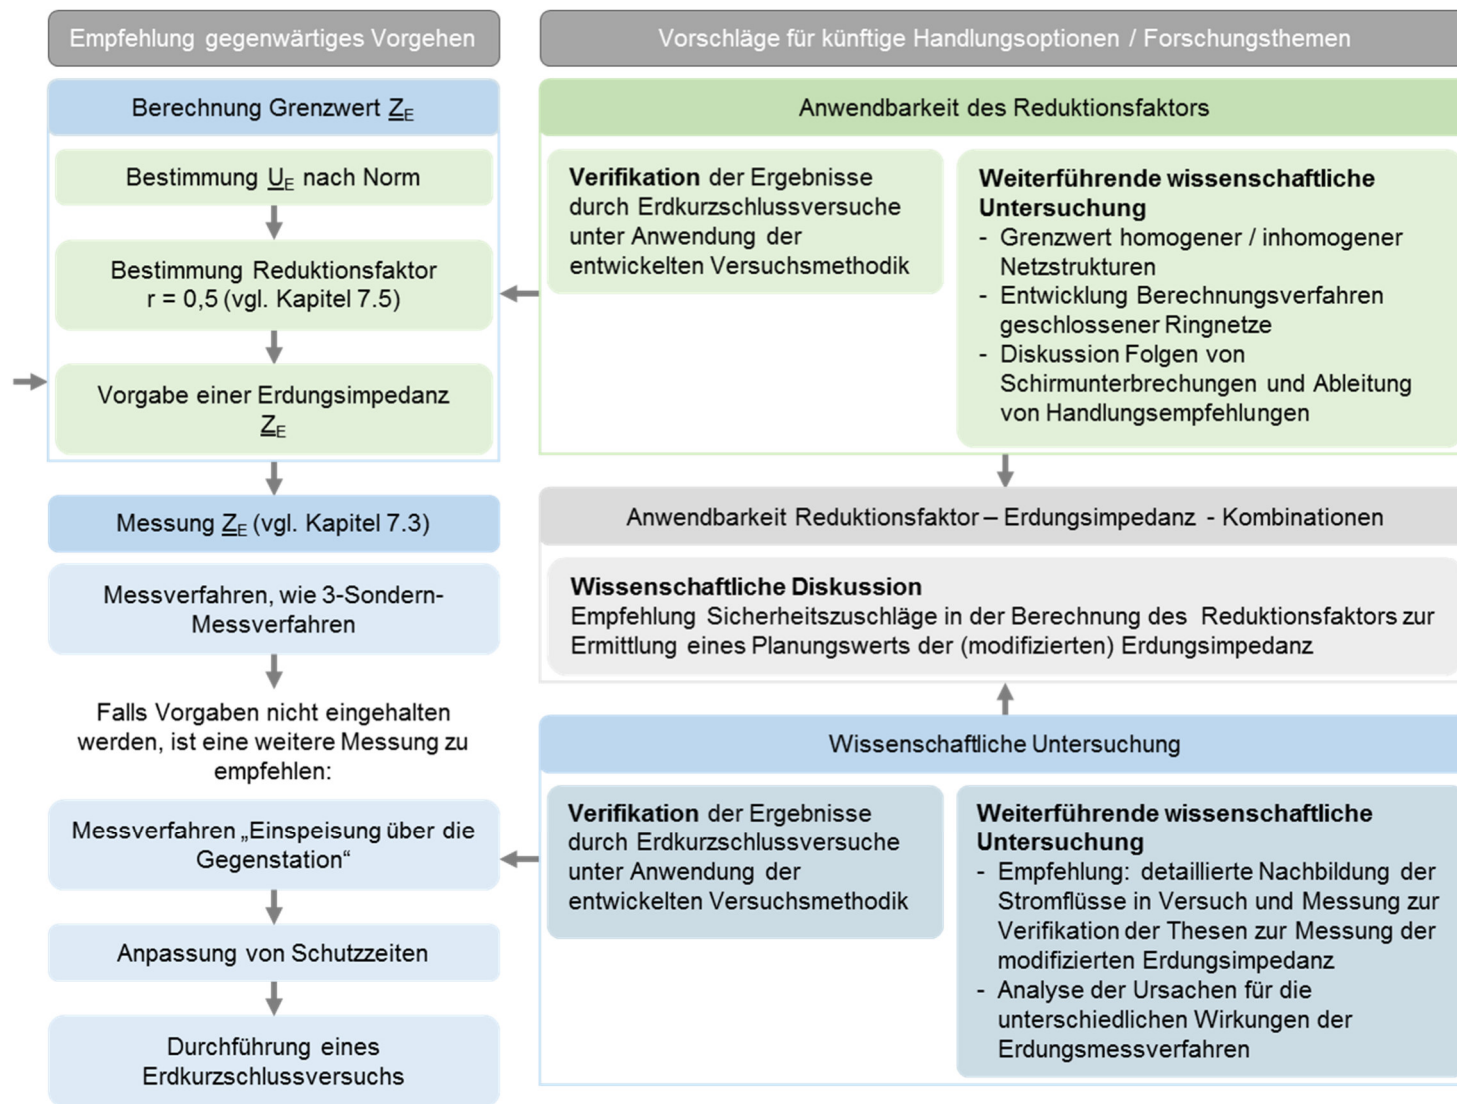 Empfehlung gegenwärtiges Vorgehen
Berechnung Grenzwert Z_E
Bestimmung U_E nach Norm
Bestimmung Reduktionsfaktor
r = 0,5 (vgl. Kapitel 7.5)
Vorgabe einer Erdungsimpedanz
Z_E
Messung Z_E (vgl. Kapitel 7.3)
Messverfahren, wie 3-Sondern-
Messverfahren
Falls Vorgaben nicht eingehalten
werden, ist eine weitere Messung zu
empfehlen:
Messverfahren „Einspeisung über die
Gegenstation“
Anpassung von Schutzzeiten
Durchführung eines
Erdkurzschlussversuchs
Vorschläge für künftige Handlungsoptionen / Forschungsthemen
Anwendbarkeit des Reduktionsfaktors
Verifikation der Ergebnisse
durch Erdkurzschlussversuche
unter Anwendung der
entwickelten Versuchsmethodik
Weiterführende wissenschaftliche
Untersuchung
- Grenzwert homogener / inhomogener
Netzstrukturen
- Entwicklung Berechnungsverfahren
geschlossener Ringnetze
- Diskussion Folgen von
Schirmunterbrechungen und Ableitung
von Handlungsempfehlungen
Anwendbarkeit Reduktionsfaktor – Erdungsimpedanz - Kombinationen
Wissenschaftliche Diskussion
Empfehlung Sicherheitszuschläge in der Berechnung des Reduktionsfaktors zur
Ermittlung eines Planungswerts der (modifizierten) Erdungsimpedanz
Wissenschaftliche Untersuchung
Verifikation der Ergebnisse
durch Erdkurzschlussversuche
unter Anwendung der
entwickelten Versuchsmethodik
Weiterführende wissenschaftliche
Untersuchung
- Empfehlung: detaillierte Nachbildung der
Stromflüsse in Versuch und Messung zur
Verifikation der Thesen zur Messung der
modifizierten Erdungsimpedanz
- Analyse der Ursachen für die
unterschiedlichen Wirkungen der
Erdungsmessverfahren